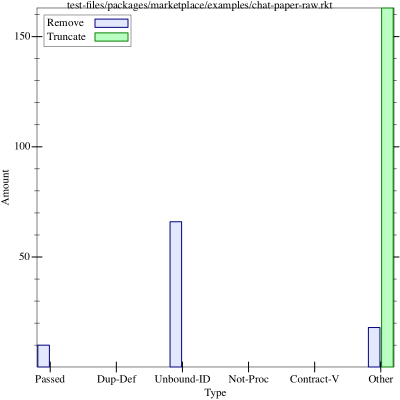 test-files/packages/marketplace/examples/chat-paper-raw.rkt
Remove
Truncate
150
100
50
Amount
Passed Dup-Def Unbound-ID Not-Proc Contract-V Other
Type